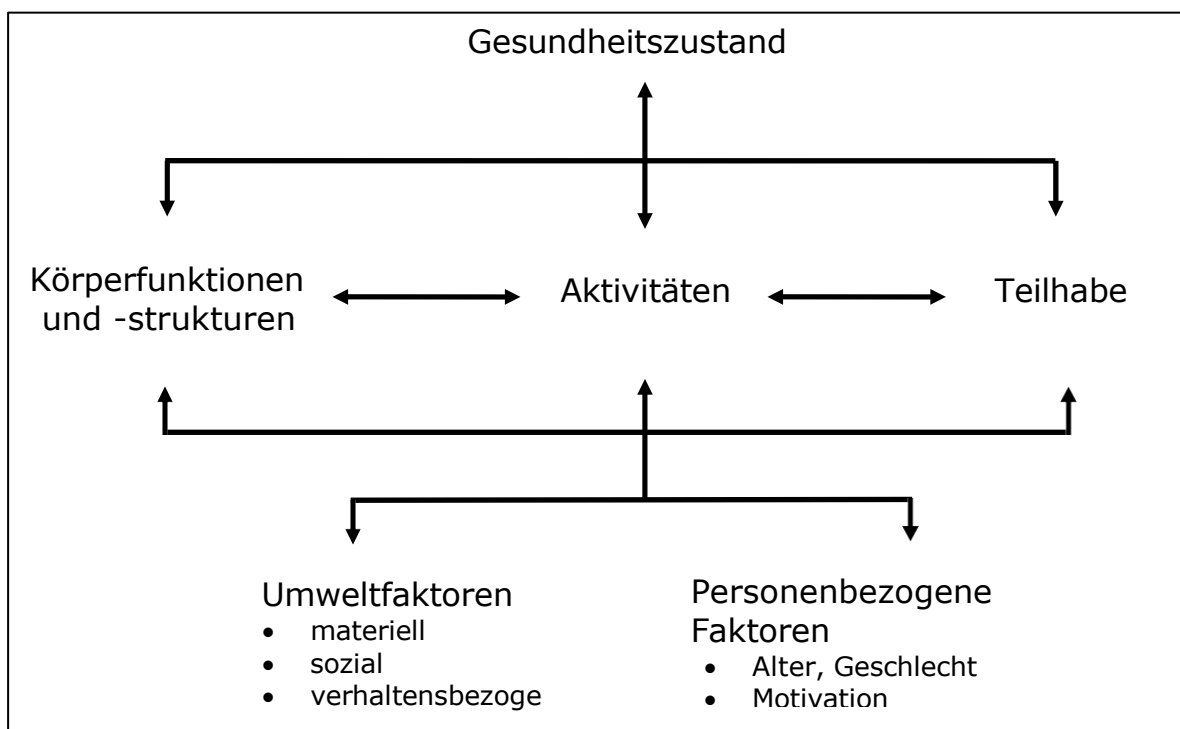 Gesundheitszustand
Körperfunktionen
und -strukturen
Aktivitäten
Teilhabe
Umweltfaktoren
• materiell
• sozial
• verhaltensbezoge
Personenbezogene
Faktoren
• Alter, Geschlecht
• Motivation